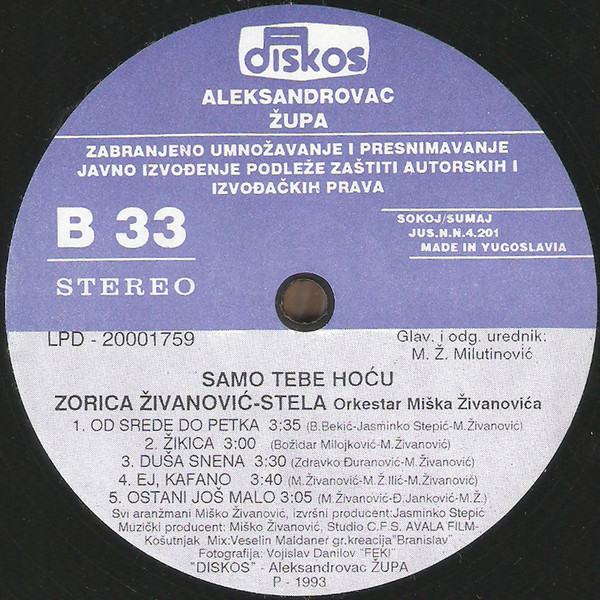 diskos
ALEKSANDROVAC
ŽUPA
ZABRANJENO UMNOŽAVANJE I PRESNIMAVANJE
JAVNO IZVOĐENJE PODLEŽE ZAŠTITI AUTORSKIH I
IZVOĐAČKIH PRAVA
B 33
STEREO
SOKOJ/SUMAJ
JUS.N.N.4.201
MADE IN YUGOSLAVIA
LPD - 20001759
Glav. i odg. urednik:
M. Ž. Milutinović
SAMO TEBE HOĆU
ZORICA ŽIVANOVIĆ-STELA Orkestar Miška Živanovića
1. OD SREDE DO PETKA 3:35 (B.Bekić-Jasminko Stepić-M.Živanović)
2. ŽIKICA 3:00 (Božidar Milojković-M.Živanović)
3. DUŠA SNENA 3:30 (Zdravko Đuranović-M.Živanović)
4. EJ, KAFANO 3:40 (M.Živanović-M.Ž.Ilić-M.Živanović)
5. OSTANI JOŠ MALO 3:05 (M.Živanović-Đ.Janković-M.Ž.)
Svi aranžmani Miško Živanović, izvršni producent:Jasminko Stepić
Muzički producent: Miško Živanović, Studio C.F.S. AVALA FILM-
Košutnjak Mix:Veselin Maldaner gr.kreacija"Branislav"
Fotografija: Vojislav Danilov "FEKI"
"DISKOS" - Aleksandrovac ŽUPA
P - 1993